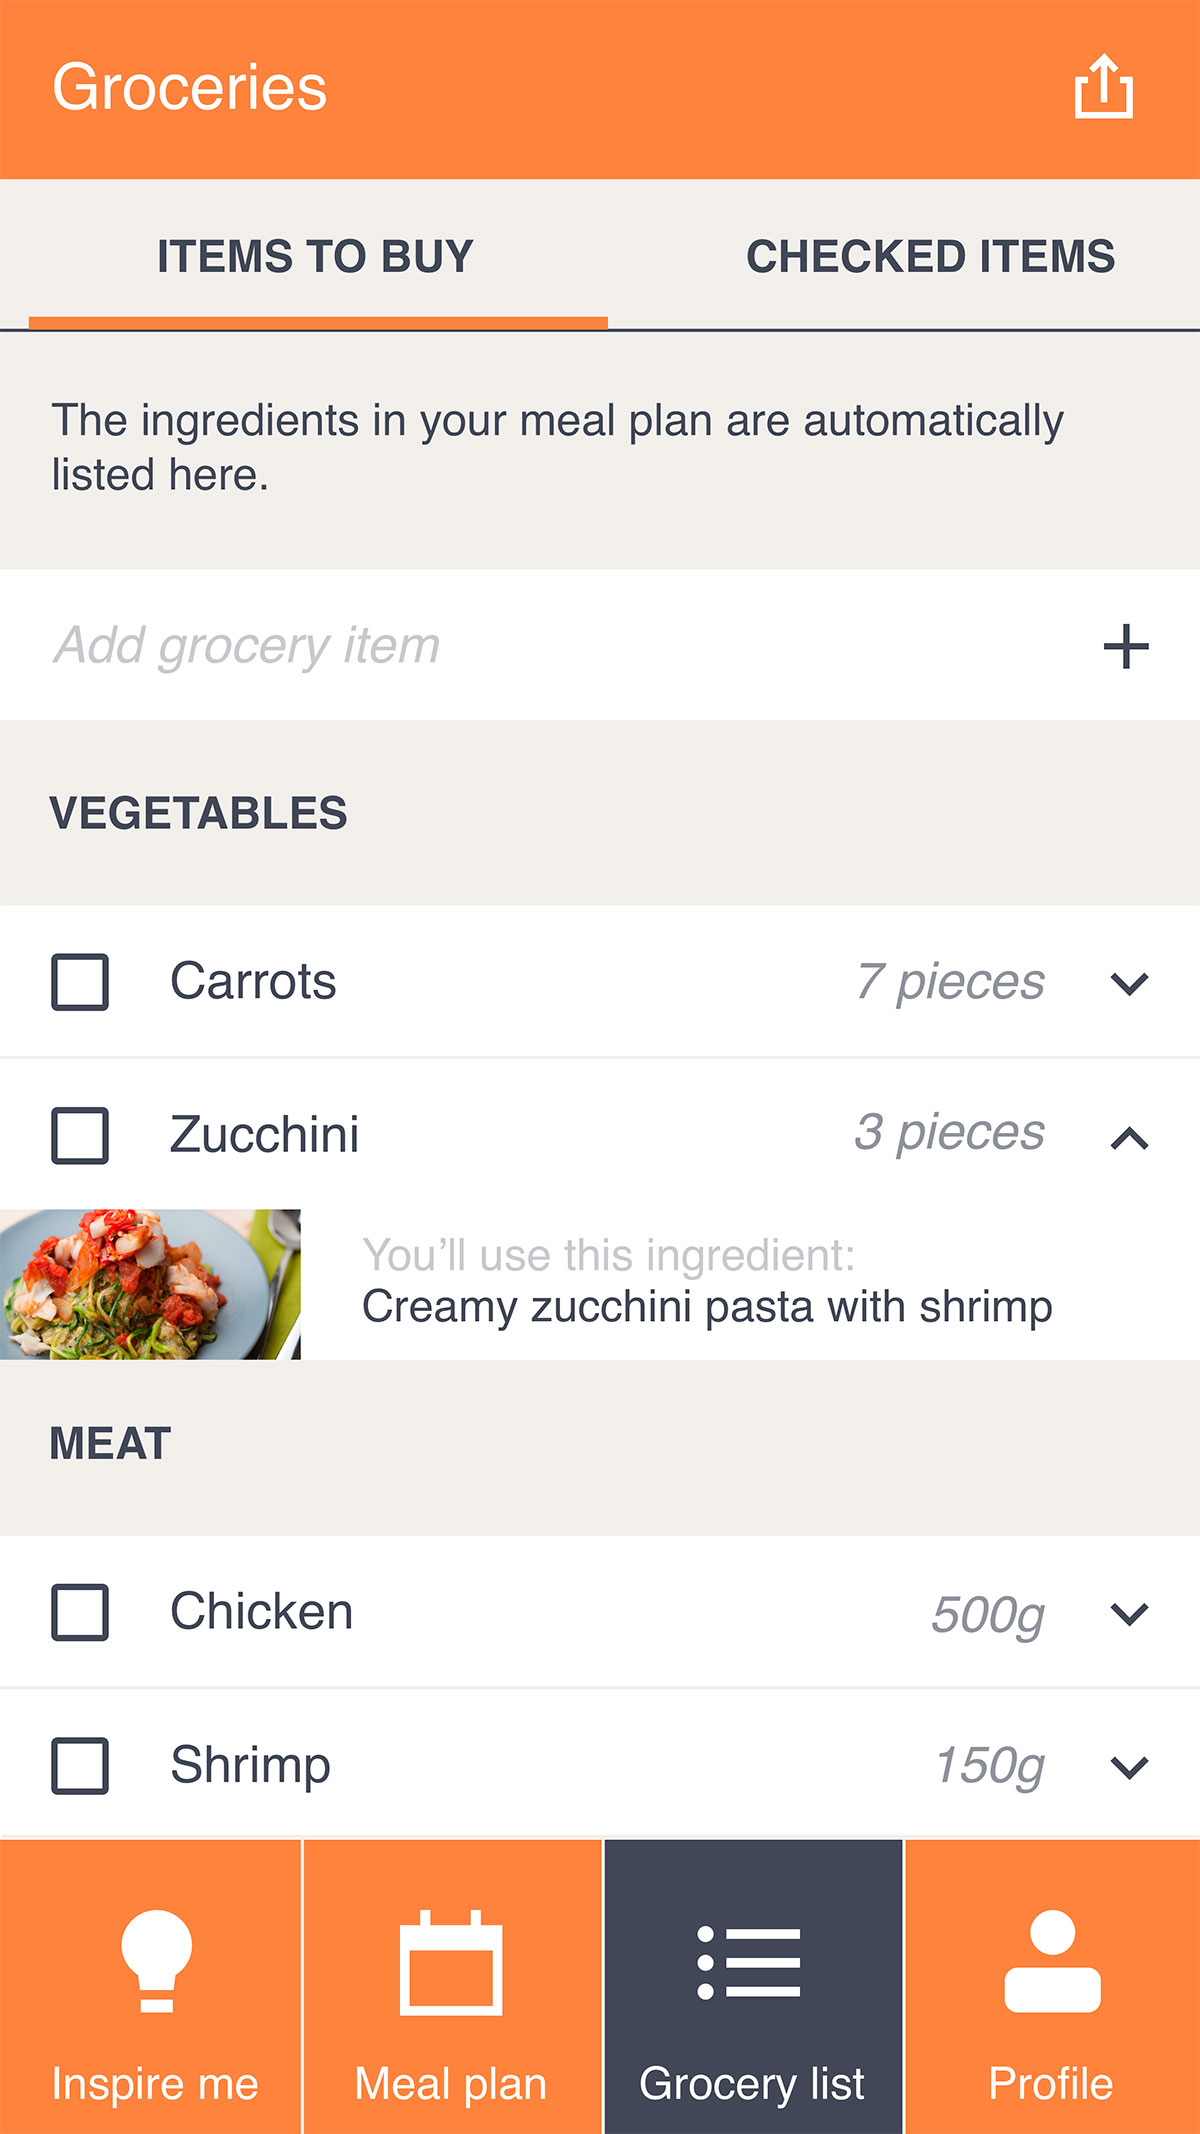 Groceries
ITEMS TO BUY
CHECKED ITEMS
The ingredients in your meal plan are automatically
listed here.
Add grocery item
VEGETABLES
Carrots
7 pieces
Zucchini
3 pieces
You’ll use this ingredient:
Creamy zucchini pasta with shrimp
MEAT
Chicken
500g
Shrimp
150g
Inspire me
Meal plan
Grocery list
Profile